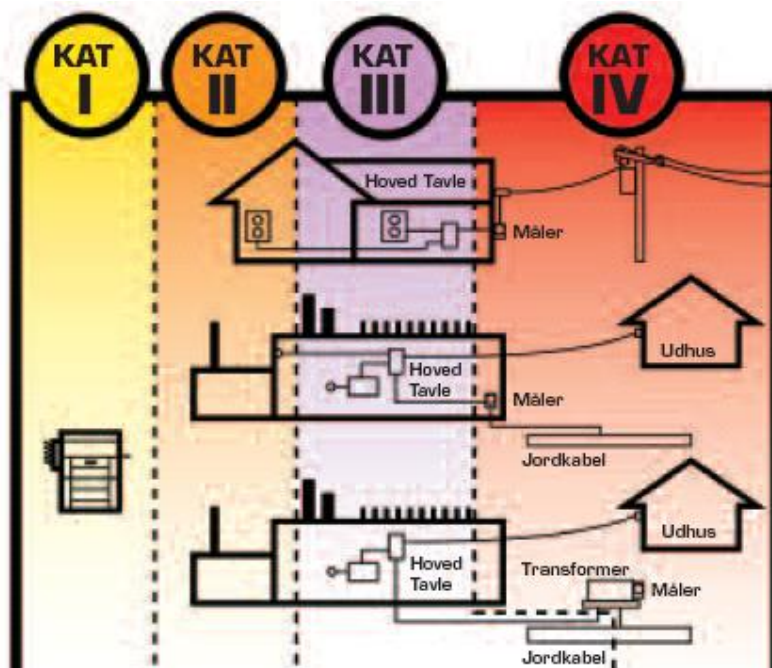 KAT
I
KAT
II
KAT
III
KAT
IV
Hoved Tavle
Måler
Hoved
Tavle
Udhus
Måler
Jordkabel
Hoved
Tavle
Udhus
Transformer
Måler
Jordkabel